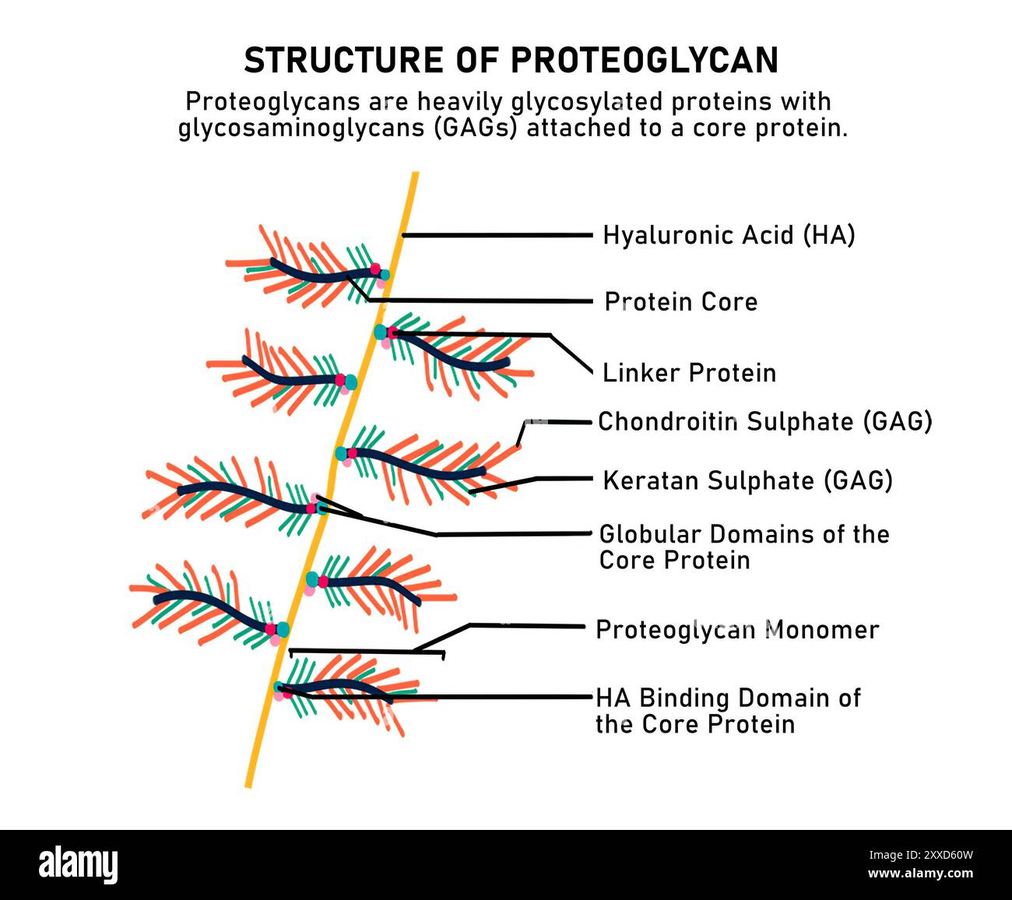 STRUCTURE OF PROTEOGLYCAN
Proteoglycans are heavily glycosylated proteins with
glycosaminoglycans (GAGs) attached to a core protein.
Hyaluronic Acid (HA)
Protein Core
Linker Protein
Chondroitin Sulphate (GAG)
Keratan Sulphate (GAG)
Globular Domains of the
Core Protein
Proteoglycan Monomer
HA Binding Domain of
the Core Protein
alamy
Image ID: 2XXD60W
www.alamy.com